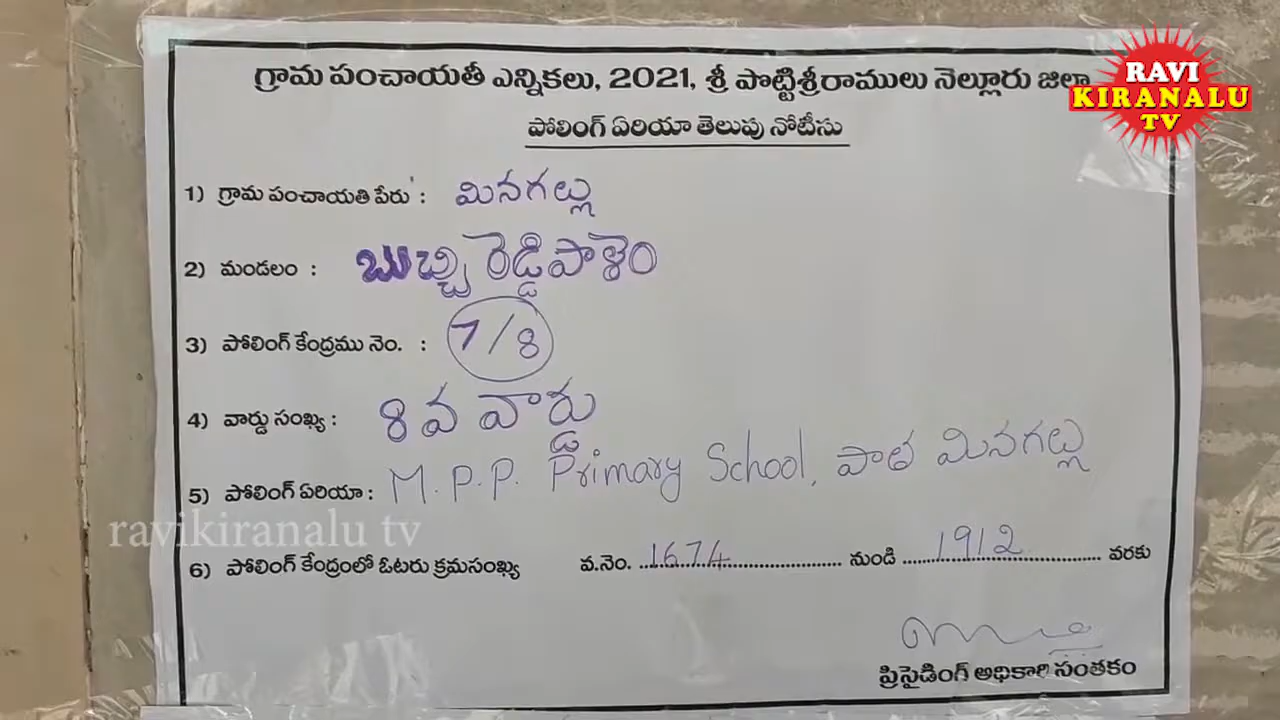 గ్రామ పంచాయతీ ఎన్నికలు, 2021, శ్రీ పొట్టిశ్రీరాములు నెల్లూరు జిల్లా
RAVI
KIRANALU
TV
పోలింగ్ ఏరియా తెలుపు నోటీసు
1) గ్రామ పంచాయతి పేరు : మినగల్లు
2) మండలం : బుచ్చిరెడ్డిపాళెం
3) పోలింగ్ కేంద్రము నెం. : 7/8
4) వార్డు సంఖ్య : 8 వ వార్డు
5) పోలింగ్ ఏరియా : M.P.P. Primary School, పాత మినగల్లు
ravikiranalu tv
6) పోలింగ్ కేంద్రంలో ఓటరు క్రమసంఖ్య వ.నెం. 1674 నుండి 1912 వరకు
ప్రిసైడింగ్ అధికారి సంతకం